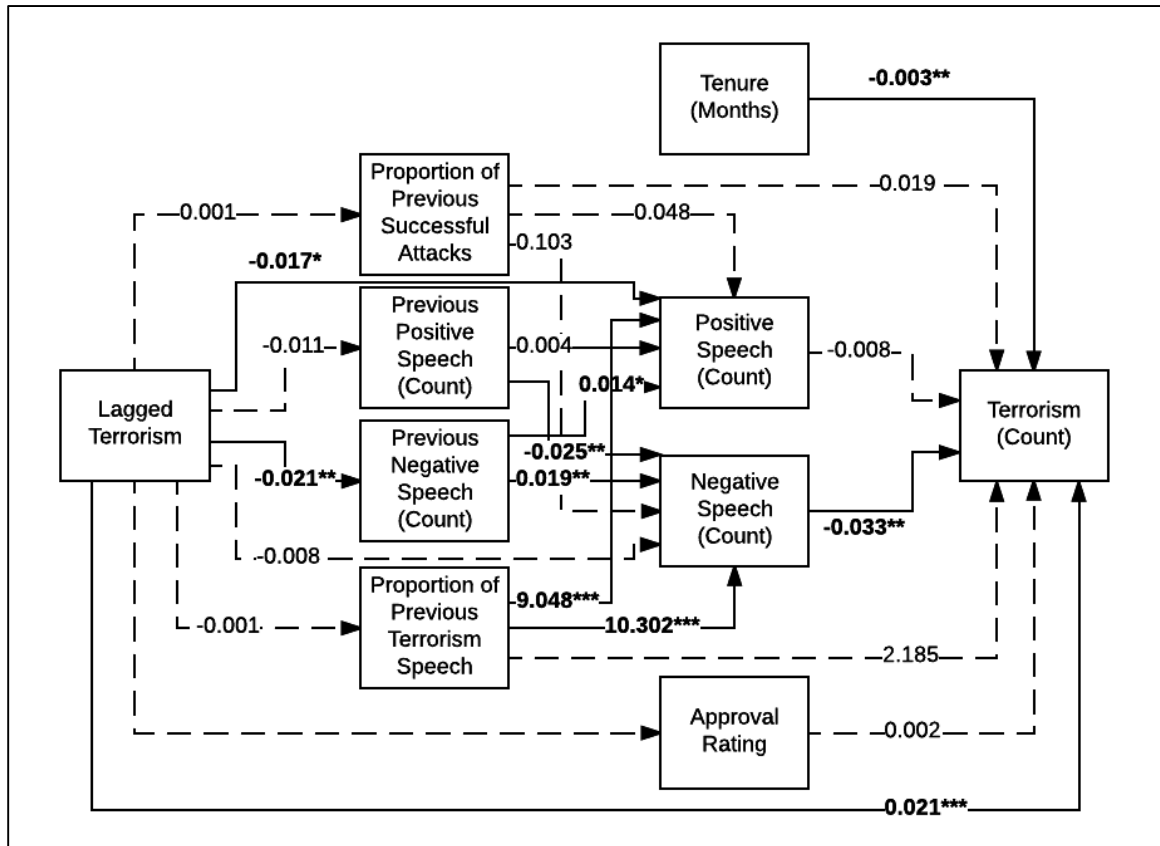 Tenure
(Months)
-0.003**
Proportion of
Previous
Successful
Attacks
0.001
0.019
0.048
0.103
-0.017*
Previous
Positive
Speech
(Count)
-0.011
-0.004
0.014*
Positive
Speech
(Count)
-0.008
Lagged
Terrorism
Terrorism
(Count)
Previous
Negative
Speech
(Count)
-0.021**
-0.025**
0.019**
Negative
Speech
(Count)
-0.033**
-0.008
Proportion of
Previous
Terrorism
Speech
-0.001
9.048***
10.302***
2.185
Approval
Rating
0.002
0.021***